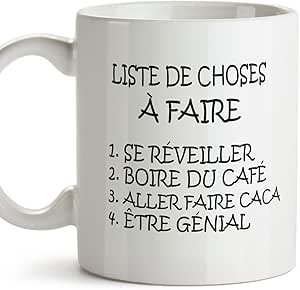 LISTE DE CHOSES
À FAIRE
1. SE RÉVEILLER
2. BOIRE DU CAFÉ
3. ALLER FAIRE CACA
4. ÊTRE GÉNIAL